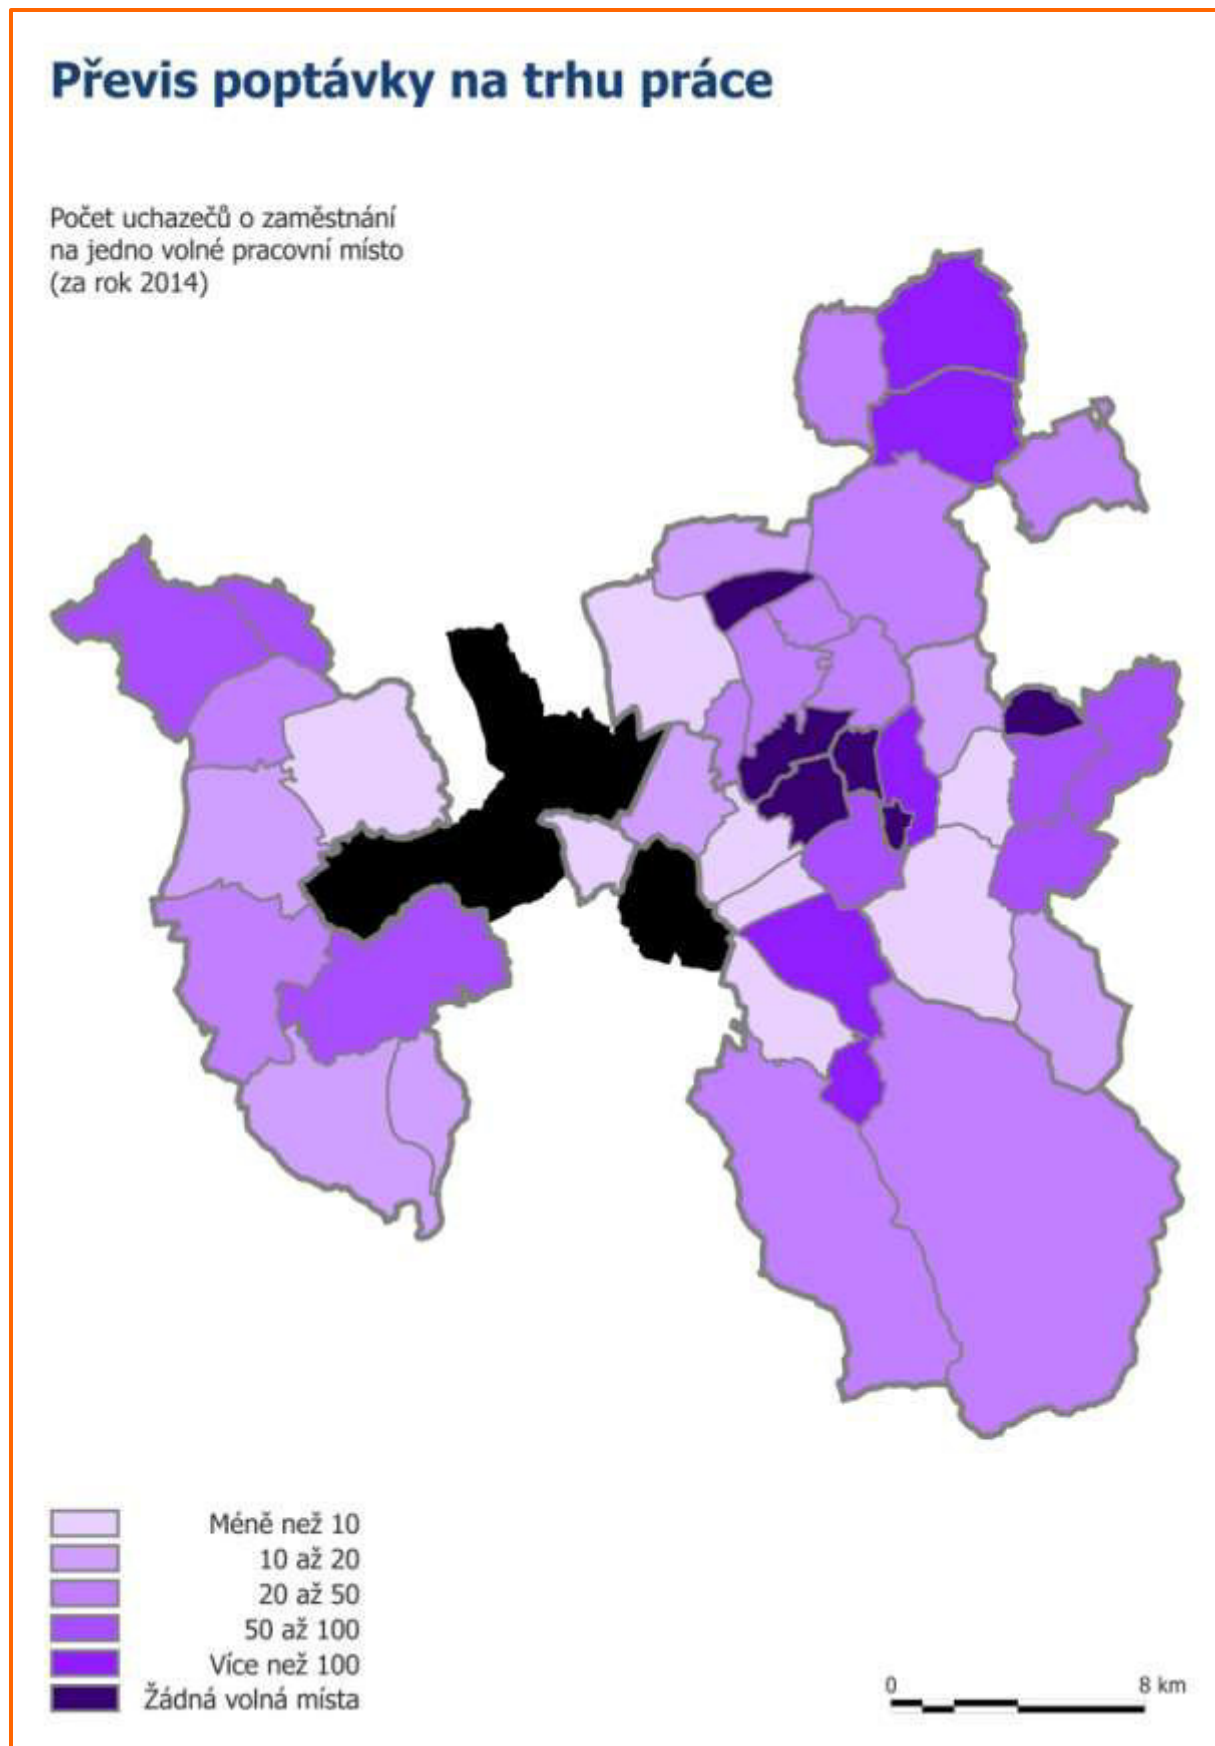 Převis poptávky na trhu práce
Počet uchazečů o zaměstnání
na jedno volné pracovní místo
(za rok 2014)
Méně než 10
10 až 20
20 až 50
50 až 100
Více než 100
Žádná volná místa
0 8 km